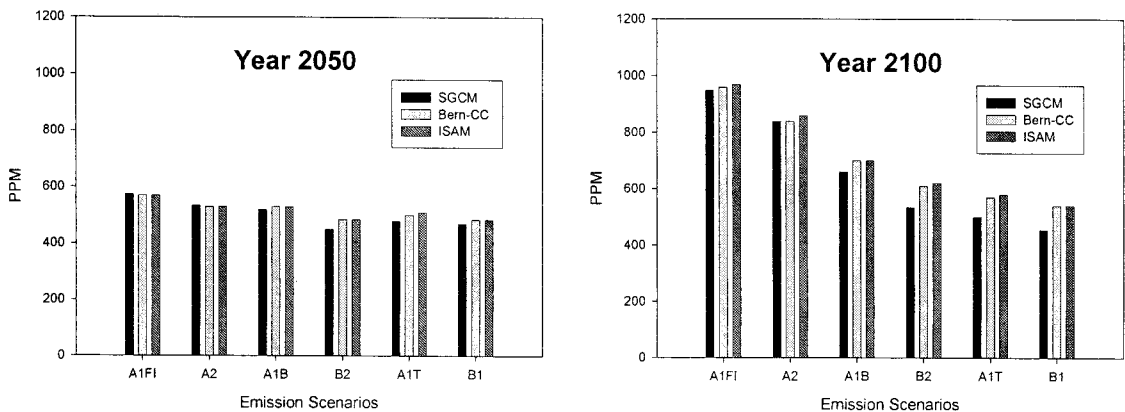 Year 2050
PPM
1200
1000
800
600
400
200
0
SGCM
Bern-CC
ISAM
A1FI A2 A1B B2 A1T B1
Emission Scenarios
Year 2100
PPM
1200
1000
800
600
400
200
0
SGCM
Bern-CC
ISAM
A1FI A2 A1B B2 A1T B1
Emission Scenarios